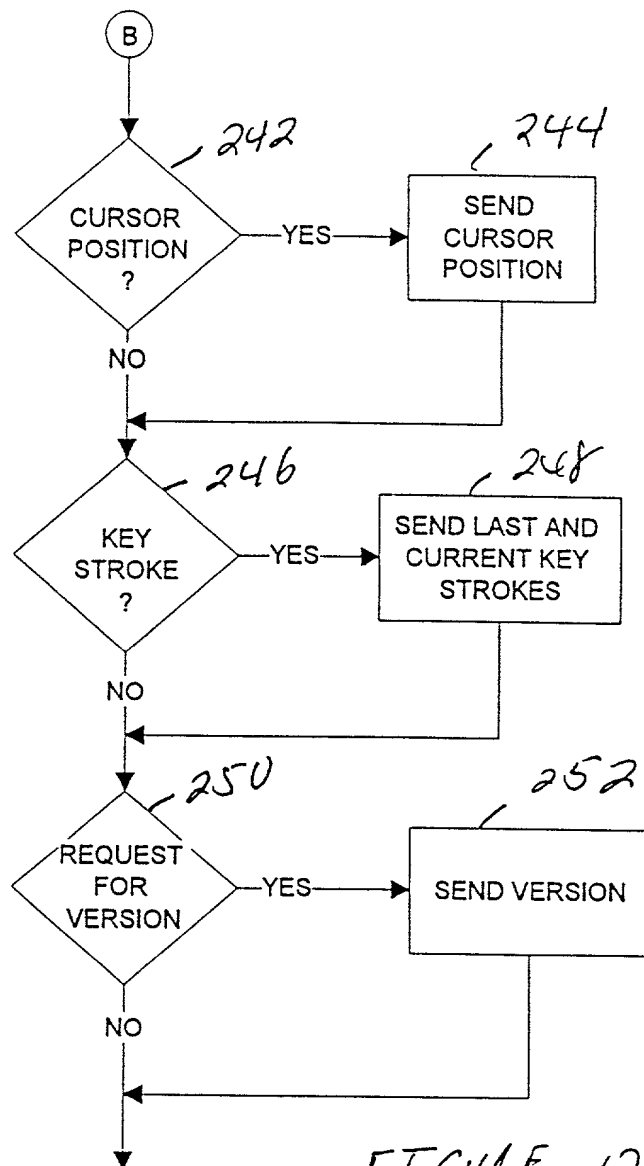 B
242
CURSOR
POSITION
?
YES
244
SEND
CURSOR
POSITION
NO
246
KEY
STROKE
?
YES
248
SEND LAST AND
CURRENT KEY
STROKES
NO
250
REQUEST
FOR
VERSION
YES
252
SEND VERSION
NO